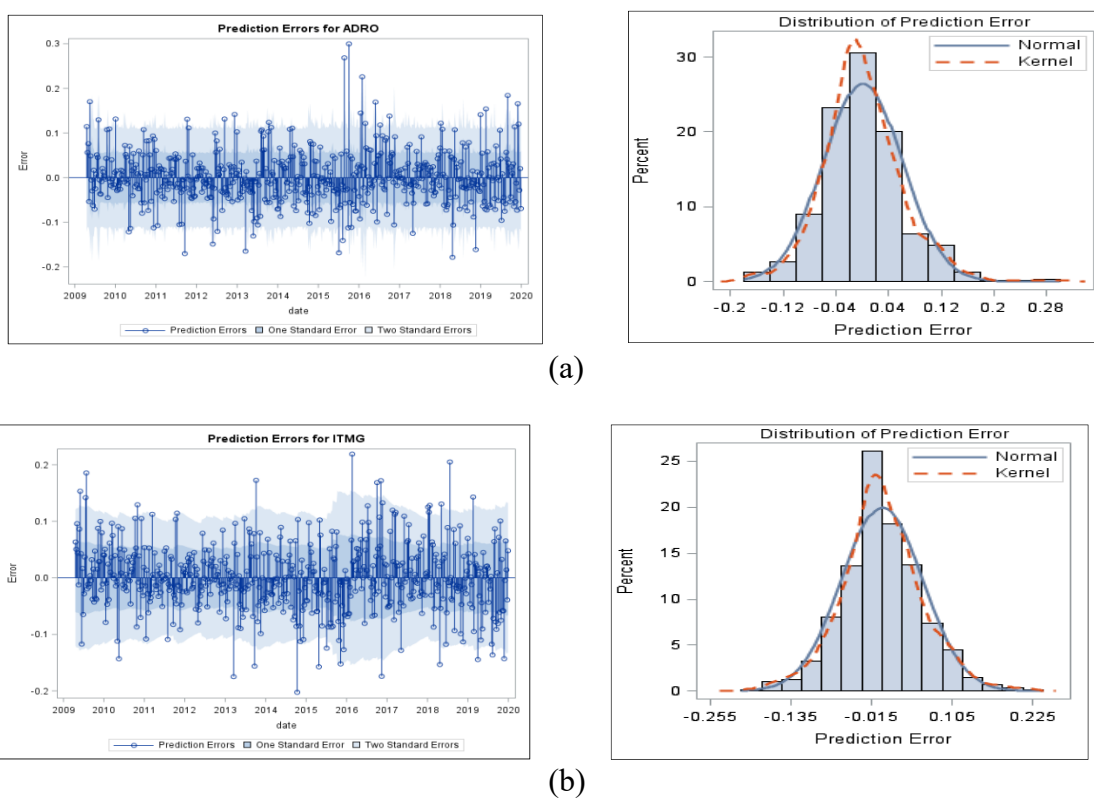 Prediction Errors for ADRO
Error
0.3
0.2
0.1
0.0
-0.1
-0.2
2009 2010 2011 2012 2013 2014 2015 2016 2017 2018 2019 2020
date
Prediction Errors One Standard Error Two Standard Errors
Distribution of Prediction Error
Normal
Kernel
Percent
30
20
10
0
-0.2 -0.12 -0.04 0.04 0.12 0.2 0.28
Prediction Error
(a)
Prediction Errors for ITMG
Error
0.2
0.1
0.0
-0.1
-0.2
2009 2010 2011 2012 2013 2014 2015 2016 2017 2018 2019 2020
date
Prediction Errors One Standard Error Two Standard Errors
Distribution of Prediction Error
Normal
Kernel
Percent
25
20
15
10
5
0
-0.255 -0.135 -0.015 0.105 0.225
Prediction Error
(b)